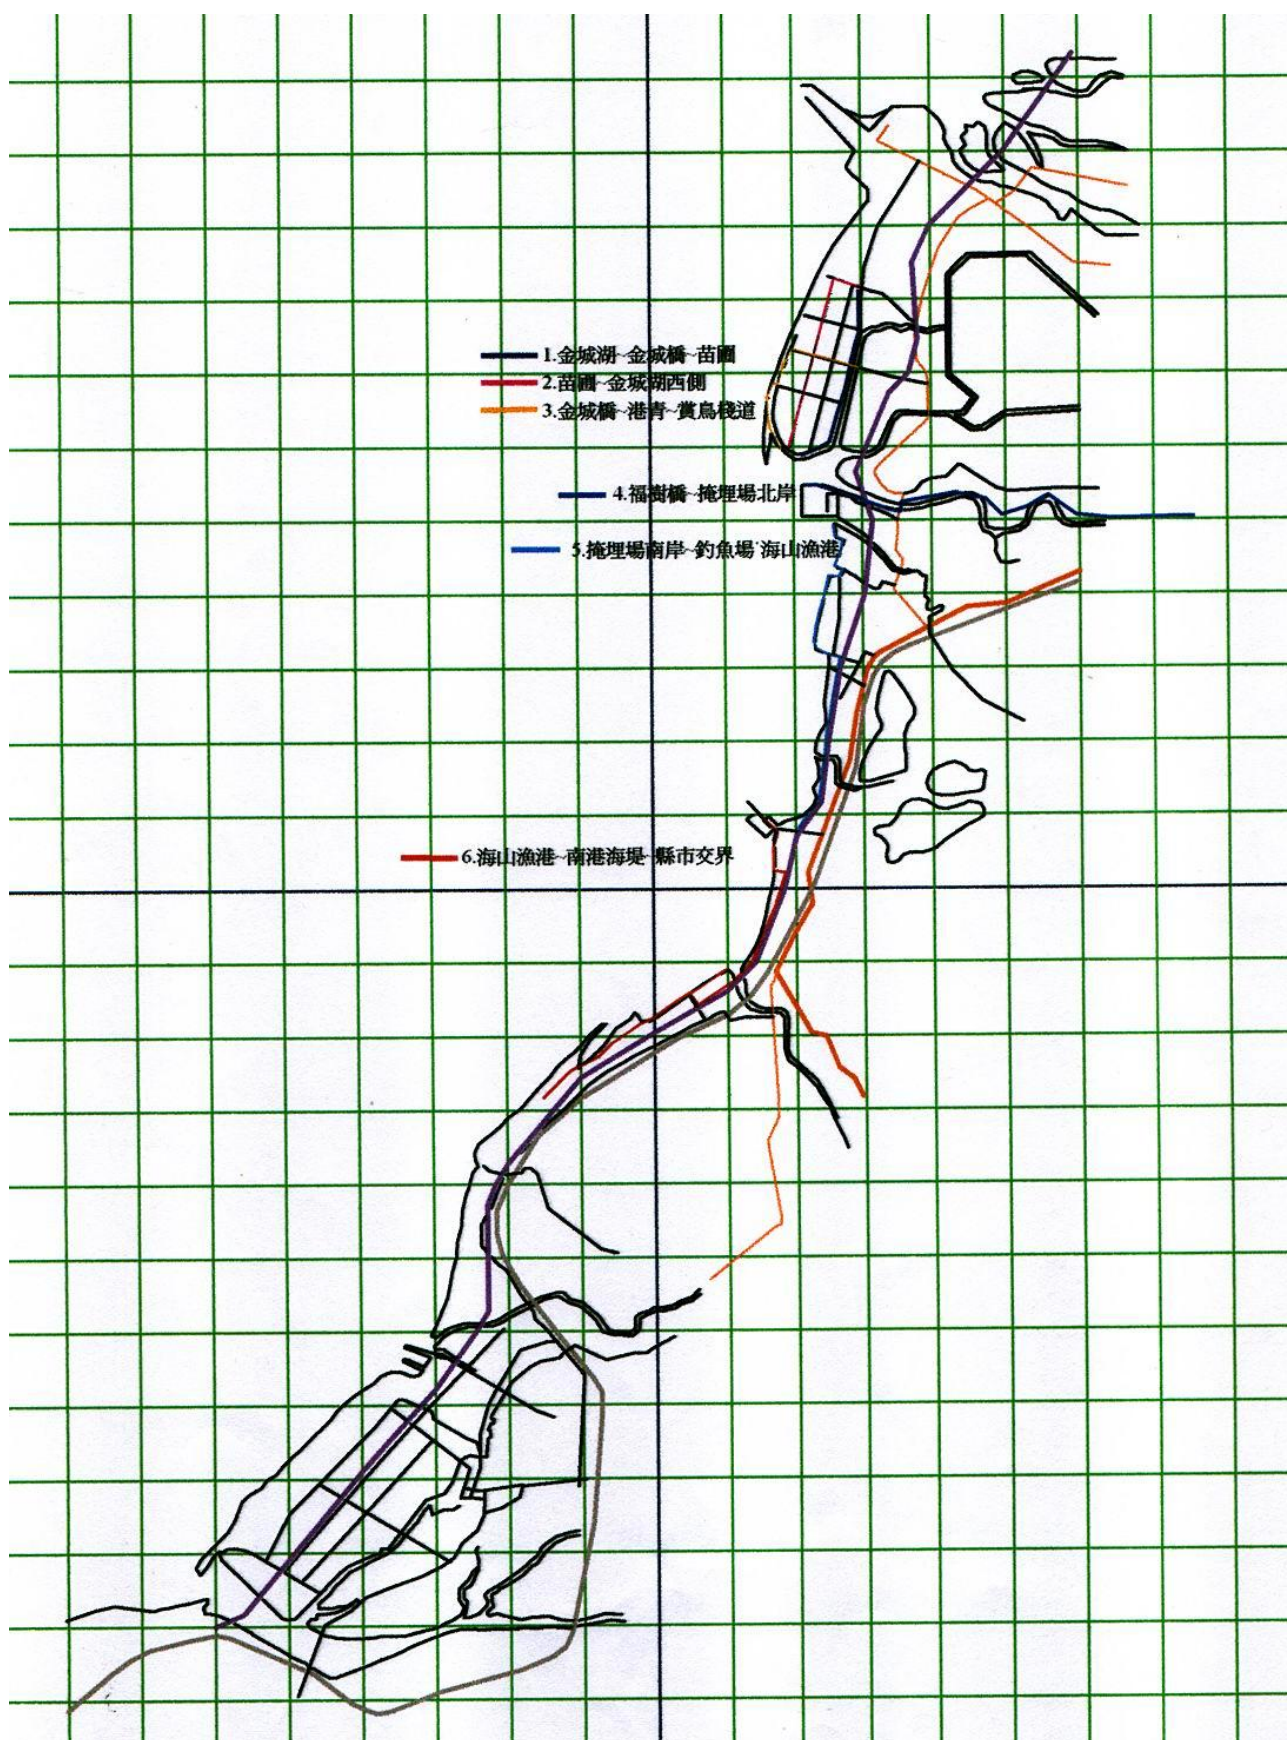 1.金城湖~金城橋~苗圃
2.苗圃~金城湖西側
3.金城橋~港青~賞鳥棧道
4.福樹橋~掩埋場北岸
5.掩埋場南岸~釣魚場~海山漁港
6.海山漁港~南港海堤~縣市交界